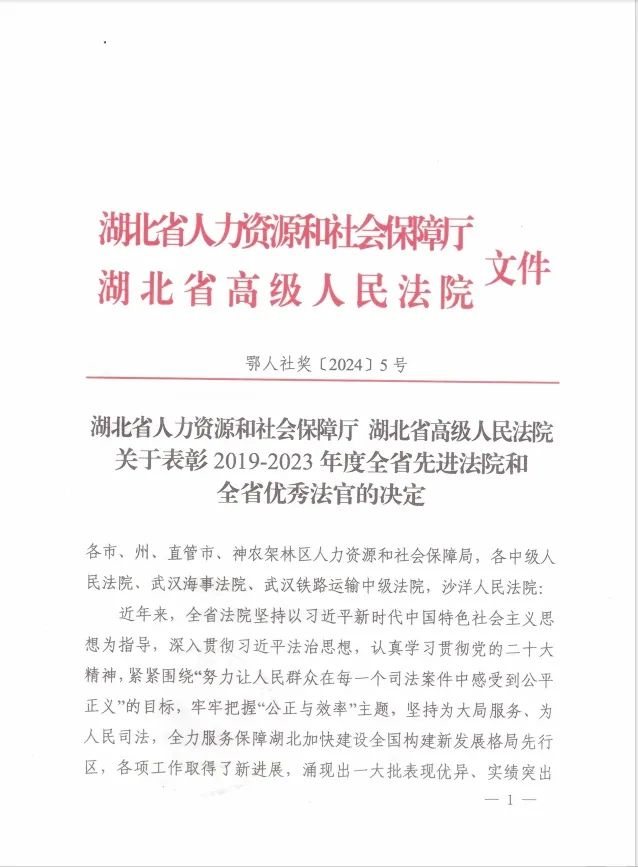 湖北省人力资源和社会保障厅
湖北省高级人民法院
文件
鄂人社奖〔2024〕5号
湖北省人力资源和社会保障厅 湖北省高级人民法院
关于表彰2019-2023年度全省先进法院和
全省优秀法官的决定
各市、州、直管市、神农架林区人力资源和社会保障局，各中级人
民法院、武汉海事法院、武汉铁路运输中级法院，沙洋人民法院：
近年来，全省法院坚持以习近平新时代中国特色社会主义思
想为指导，深入贯彻习近平法治思想，认真学习贯彻党的二十大
精神，紧紧围绕“努力让人民群众在每一个司法案件中感受到公平
正义”的目标，牢牢把握“公正与效率”主题，坚持为大局服务、为
人民司法，全力服务保障湖北加快建设全国构建新发展格局先行
区，各项工作取得了新进展，涌现出一大批表现优异、实绩突出
— 1 —